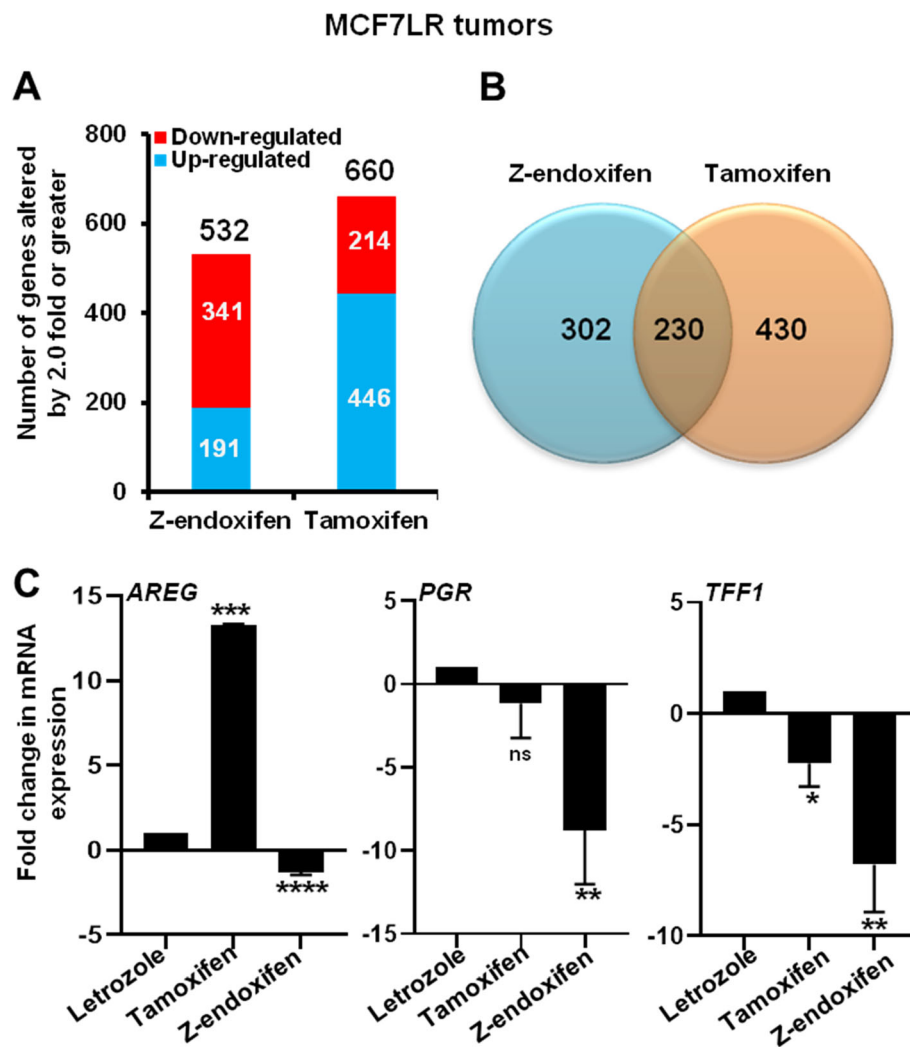 MCF7LR tumors
A
Number of genes altered
by 2.0 fold or greater
800
600
400
200
0
Down-regulated
Up-regulated
532
341
191
660
214
446
Z-endoxifen
Tamoxifen
B
Z-endoxifen
Tamoxifen
302
230
430
C
Fold change in mRNA
expression
AREG
15
10
5
0
-5
***
****
Letrozole
Tamoxifen
Z-endoxifen
PGR
5
0
-5
-10
-15
ns
**
Letrozole
Tamoxifen
Z-endoxifen
TFF1
5
0
-5
-10
*
**
Letrozole
Tamoxifen
Z-endoxifen